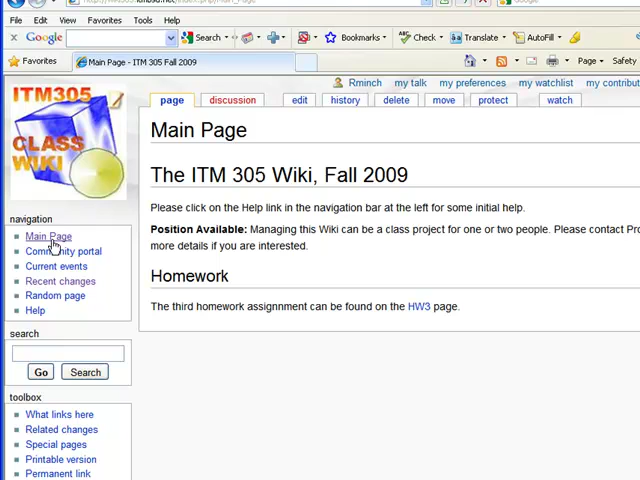 File Edit View Favorites Tools Help
Google Search Bookmarks Check Translate AutoFill
Favorites Main Page - ITM 305 Fall 2009 Page Safety
ITM305
CLASS
WIKI
Rminch my talk my preferences my watchlist my contribut
page discussion edit history delete move protect watch
Main Page
The ITM 305 Wiki, Fall 2009
Please click on the Help link in the navigation bar at the left for some initial help.
Position Available: Managing this Wiki can be a class project for one or two people. Please contact Pro
more details if you are interested.
Homework
The third homework assignnment can be found on the HW3 page.
navigation
Main Page
Community portal
Current events
Recent changes
Random page
Help
search
Go Search
toolbox
What links here
Related changes
Special pages
Printable version
Permanent link